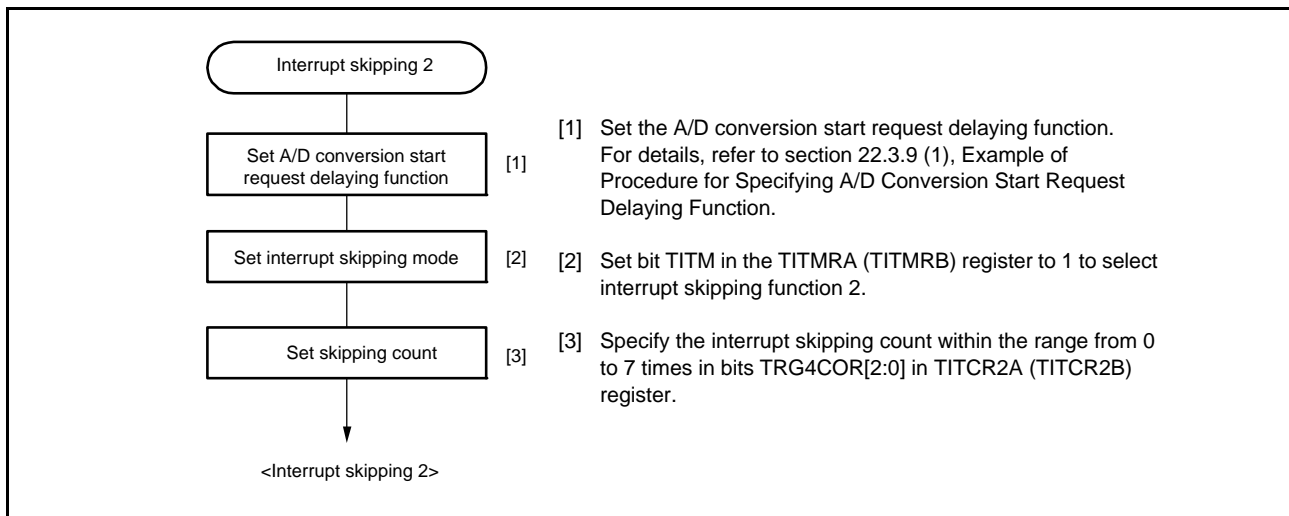 Interrupt skipping 2
Set A/D conversion start
request delaying function
[1]
[1] Set the A/D conversion start request delaying function.
For details, refer to section 22.3.9 (1), Example of
Procedure for Specifying A/D Conversion Start Request
Delaying Function.
Set interrupt skipping mode
[2]
[2] Set bit TITM in the TITMRA (TITMRB) register to 1 to select
interrupt skipping function 2.
Set skipping count
[3]
[3] Specify the interrupt skipping count within the range from 0
to 7 times in bits TRG4COR[2:0] in TITCR2A (TITCR2B)
register.
<Interrupt skipping 2>